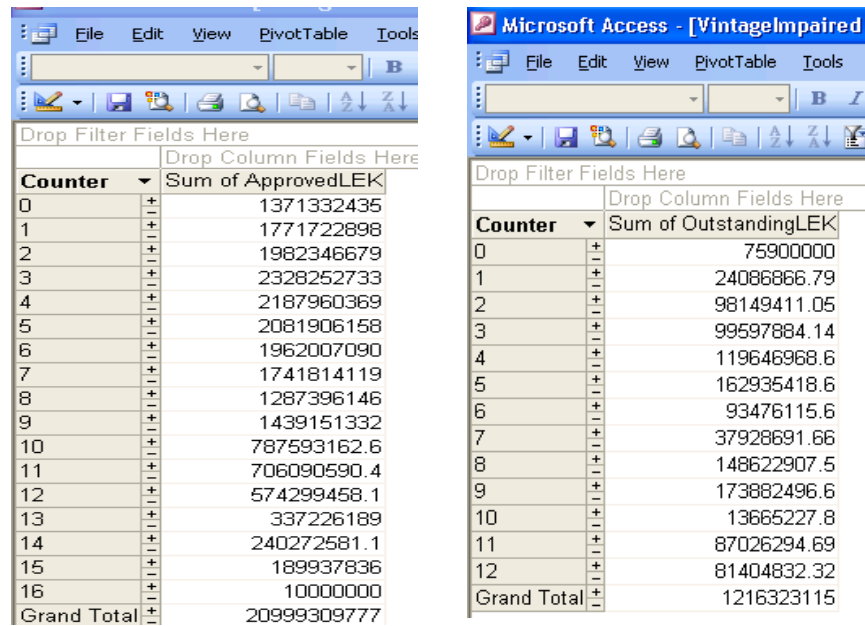 File Edit View PivotTable Tools
B
Drop Filter Fields Here
Drop Column Fields Here
Counter Sum of ApprovedLEK
0 1371332435
1 1771722898
2 1982346679
3 2328252733
4 2187960369
5 2081906158
6 1962007090
7 1741814119
8 1287396146
9 1439151332
10 787593162.6
11 706090590.4
12 574299458.1
13 337226189
14 240272581.1
15 189937836
16 10000000
Grand Total 20999309777
Microsoft Access - [VintageImpaired
File Edit View PivotTable Tools
B I
Drop Filter Fields Here
Drop Column Fields Here
Counter Sum of OutstandingLEK
0 75900000
1 24086866.79
2 98149411.05
3 99597884.14
4 119646968.6
5 162935418.6
6 93476115.6
7 37928691.66
8 148622907.5
9 173882496.6
10 13665227.8
11 87026294.69
12 81404832.32
Grand Total 1216323115